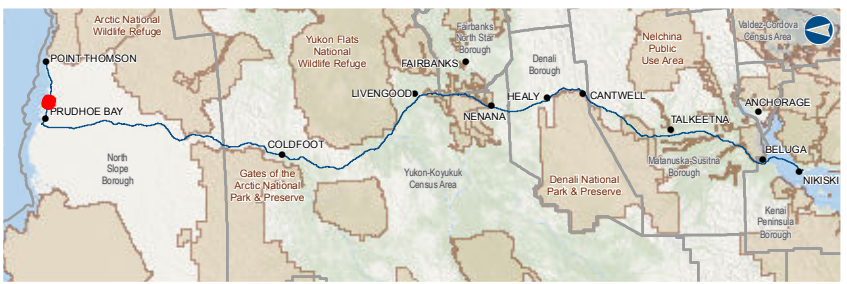 Arctic National
Wildlife Refuge
POINT THOMSON
PRUDHOE BAY
North
Slope
Borough
COLDFOOT
Gates of the
Arctic National
Park & Preserve
Yukon Flats
National
Wildlife Refuge
LIVENGOOD
Yukon-Koyukuk
Census Area
Fairbanks
North Star
Borough
FAIRBANKS
NENANA
Denali
Borough
HEALY
CANTWELL
Denali National
Park & Preserve
Nelchina
Public
Use Area
TALKEETNA
Matanuska-Susitna
Borough
Valdez-Cordova
Census Area
ANCHORAGE
BELUGA
NIKISKI
Kenai
Peninsula
Borough